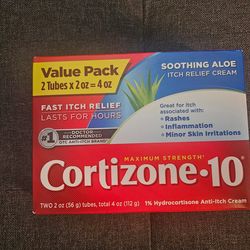 Value Pack
2 Tubes x 2 oz = 4 oz
SOOTHING ALOE
ITCH RELIEF CREAM
FAST ITCH RELIEF
LASTS FOR HOURS
#1 DOCTOR RECOMMENDED
OTC ANTI-ITCH BRAND
Great for itch
associated with:
• Rashes
• Inflammation
• Minor Skin Irritations
MAXIMUM STRENGTH
Cortizone•10
TWO 2 oz (56 g) tubes, total 4 oz (112 g)
1% Hydrocortisone Anti-Itch Cream